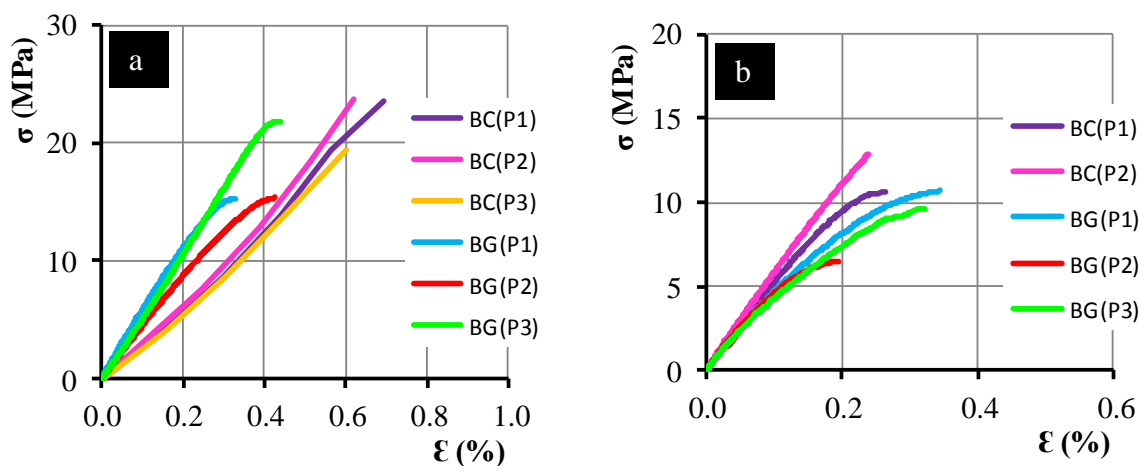 a
σ (MPa)
30
20
10
0
0.0 0.2 0.4 0.6 0.8 1.0
Ɛ (%)
BC(P1)
BC(P2)
BC(P3)
BG(P1)
BG(P2)
BG(P3)
b
σ (MPa)
20
15
10
5
0
0.0 0.2 0.4 0.6
Ɛ (%)
BC(P1)
BC(P2)
BG(P1)
BG(P2)
BG(P3)